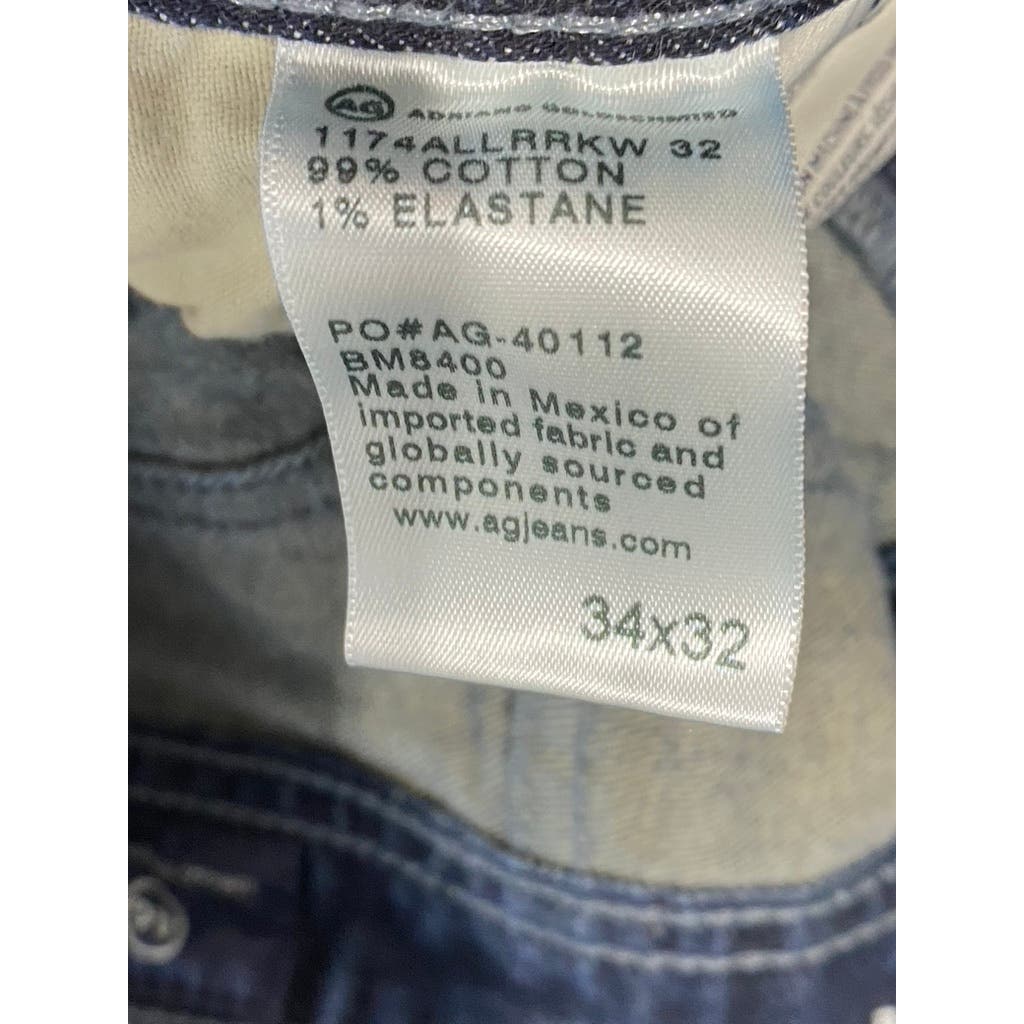 AG ADRIANO GOLDSCHMIED
1174ALLRRKW 32
99% COTTON
1% ELASTANE
PO#AG-40112
BM8400
Made in Mexico of
imported fabric and
globally sourced
components
www.agjeans.com
34x32